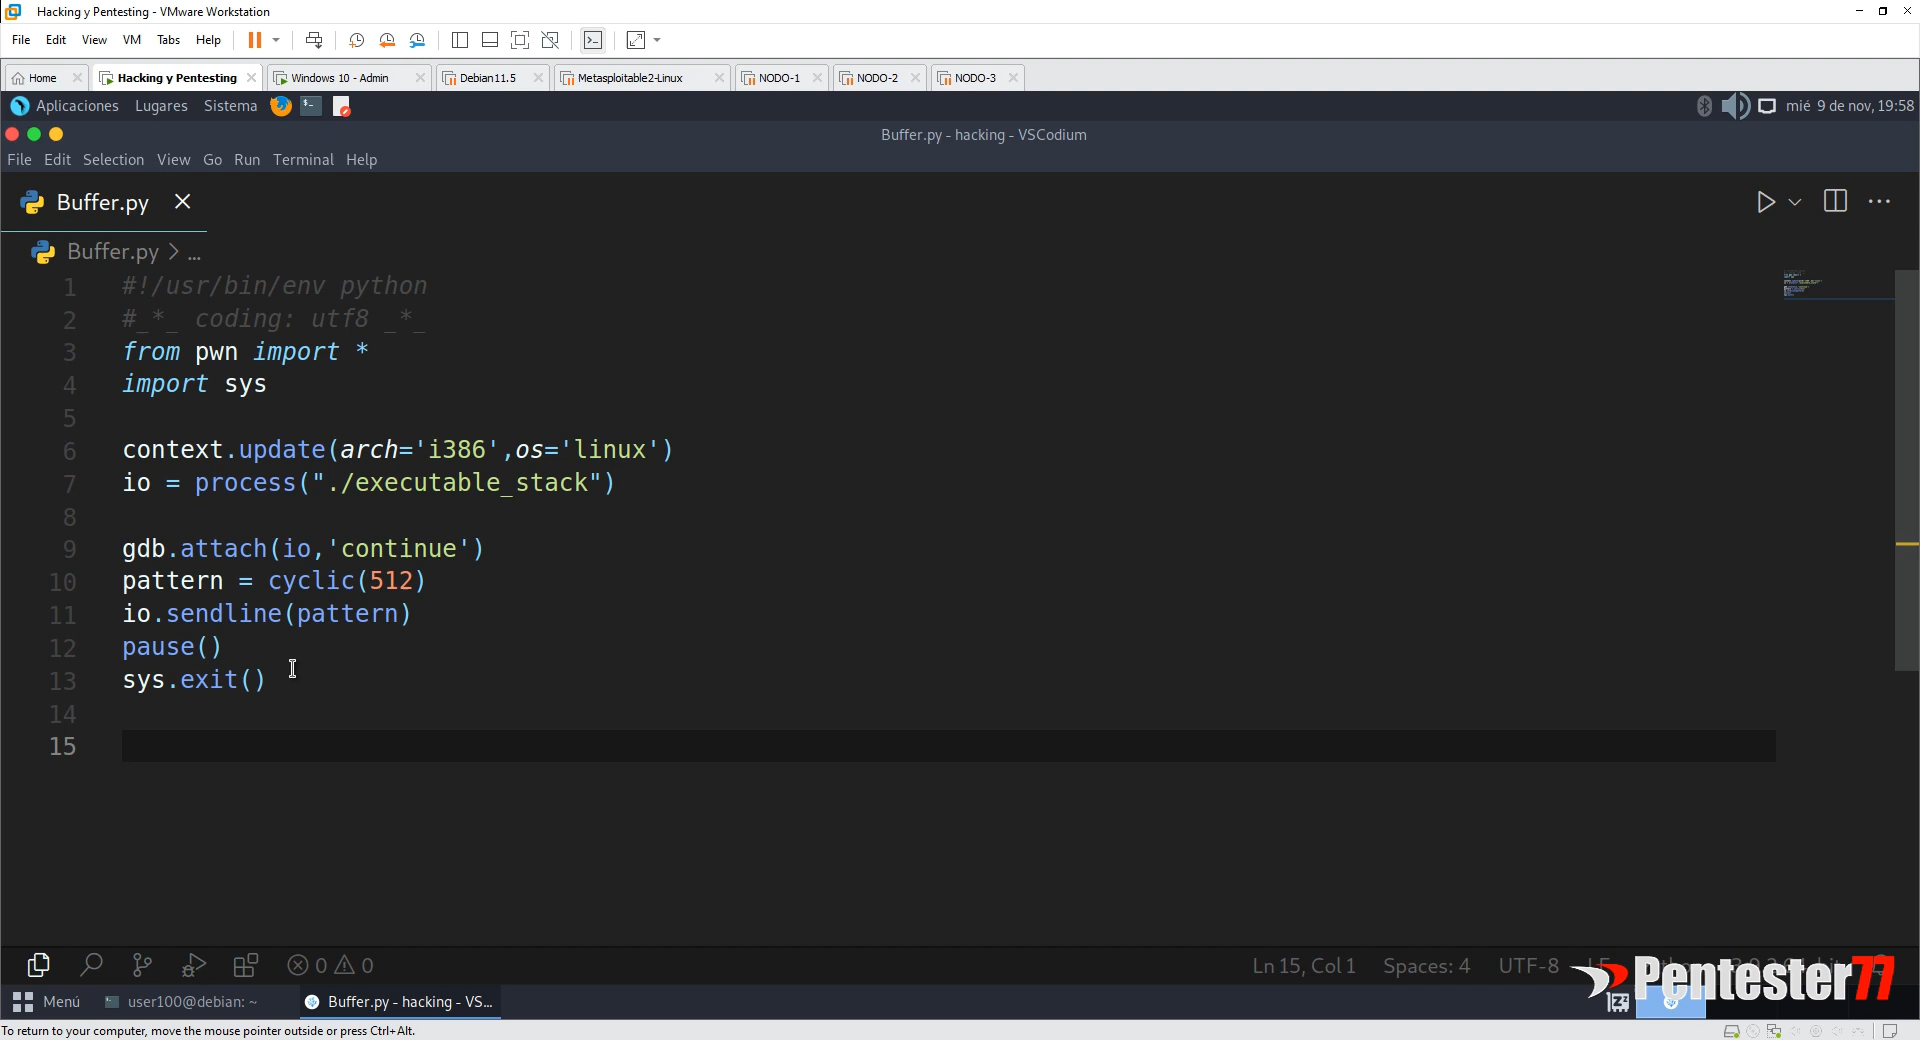 Hacking y Pentesting - VMware Workstation
File Edit View VM Tabs Help
Home Hacking y Pentesting Windows 10 - Admin Debian11.5 Metasploitable2-Linux NODO-1 NODO-2 NODO-3
Aplicaciones Lugares Sistema mié 9 de nov, 19:58
Buffer.py - hacking - VSCodium
File Edit Selection View Go Run Terminal Help
Buffer.py
Buffer.py > ...
1 #!/usr/bin/env python
2 #_*_ coding: utf8 _*_
3 from pwn import *
4 import sys
5
6 context.update(arch='i386',os='linux')
7 io = process("./executable_stack")
8
9 gdb.attach(io,'continue')
10 pattern = cyclic(512)
11 io.sendline(pattern)
12 pause()
13 sys.exit()
14
15
0 0 Ln 15, Col 1 Spaces: 4 UTF-8
Pentester77
Menú user100@debian: ~ Buffer.py - hacking - VS...
To return to your computer, move the mouse pointer outside or press Ctrl+Alt.